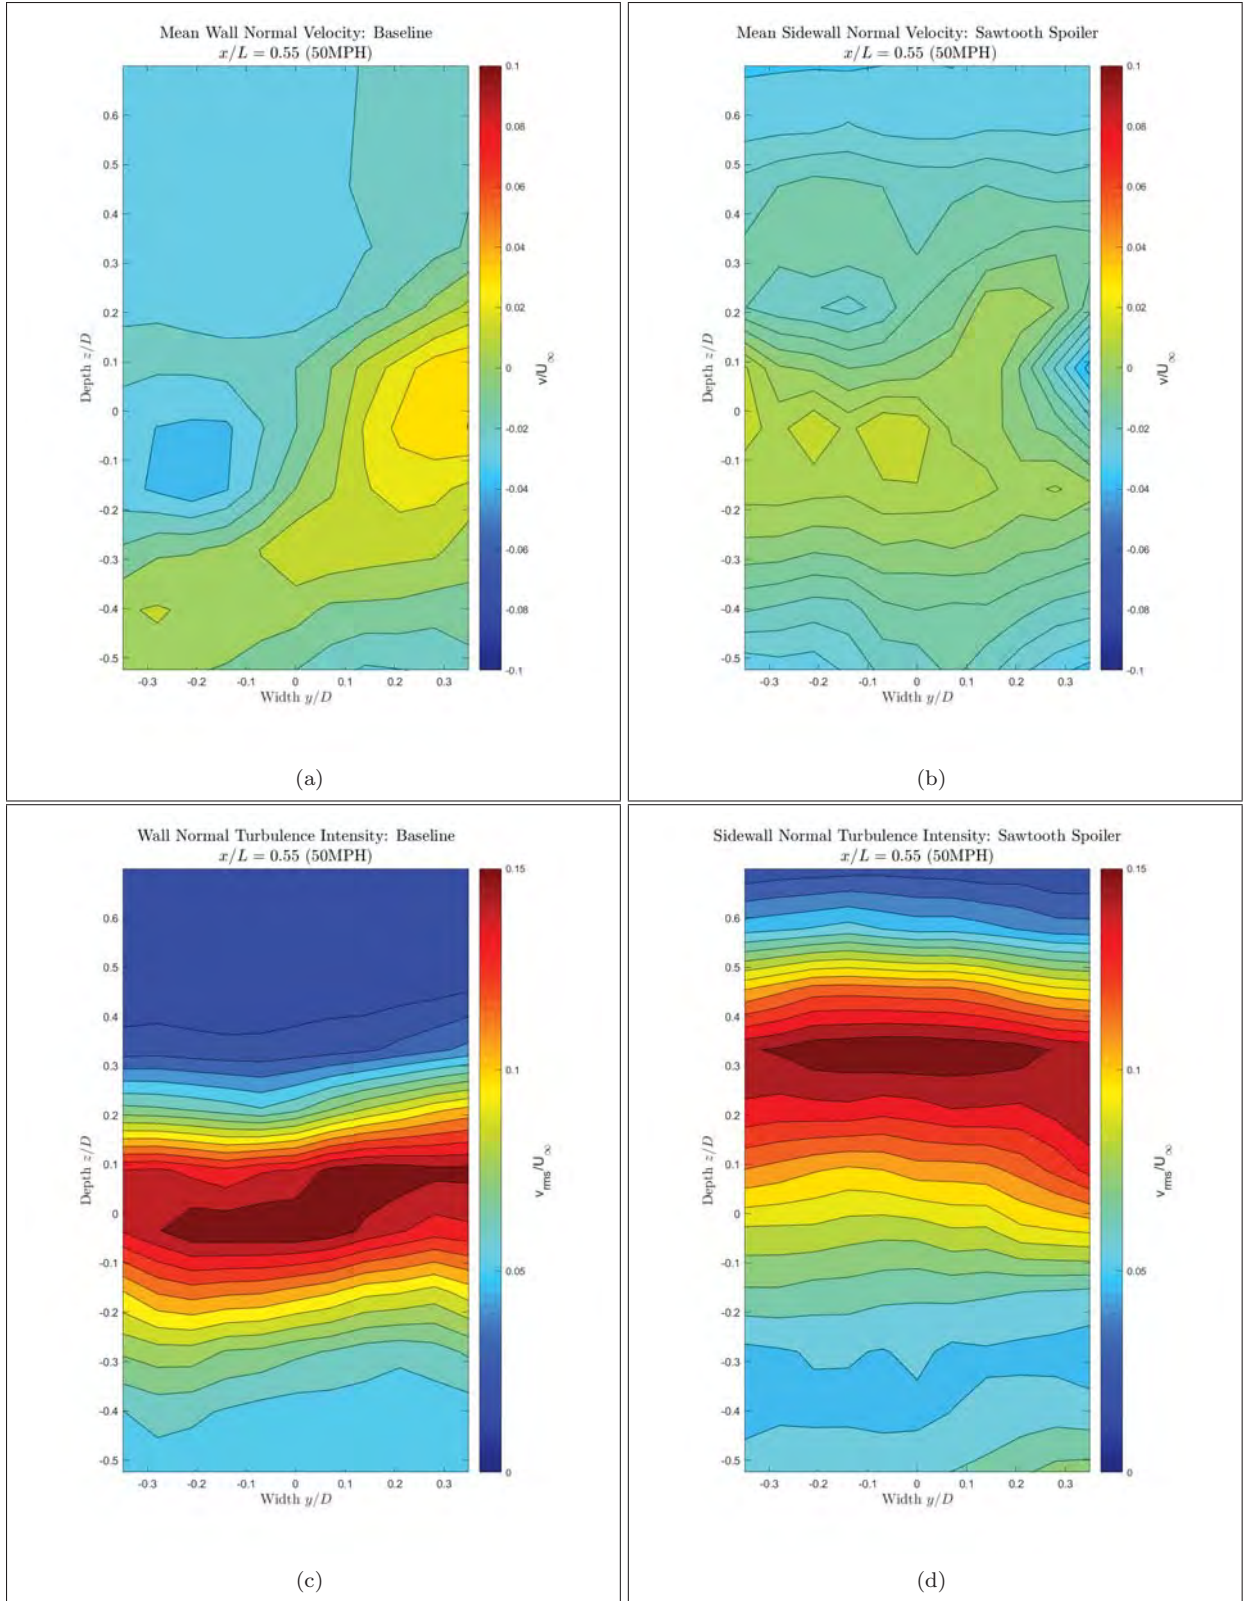 Mean Wall Normal Velocity: Baseline
x/L = 0.55 (50MPH)
0.6
0.5
0.4
0.3
0.2
0.1
0
-0.1
-0.2
-0.3
-0.4
-0.5
Depth z/D
-0.3 -0.2 -0.1 0 0.1 0.2 0.3
Width y/D
0.1
0.08
0.06
0.04
0.02
0
-0.02
-0.04
-0.06
-0.08
-0.1
v/U∞
(a)
Mean Sidewall Normal Velocity: Sawtooth Spoiler
x/L = 0.55 (50MPH)
0.6
0.5
0.4
0.3
0.2
0.1
0
-0.1
-0.2
-0.3
-0.4
-0.5
Depth z/D
-0.3 -0.2 -0.1 0 0.1 0.2 0.3
Width y/D
0.1
0.08
0.06
0.04
0.02
0
-0.02
-0.04
-0.06
-0.08
-0.1
v/U∞
(b)
Wall Normal Turbulence Intensity: Baseline
x/L = 0.55 (50MPH)
0.6
0.5
0.4
0.3
0.2
0.1
0
-0.1
-0.2
-0.3
-0.4
-0.5
Depth z/D
-0.3 -0.2 -0.1 0 0.1 0.2 0.3
Width y/D
0.15
0.1
0.05
0
v_rms/U∞
(c)
Sidewall Normal Turbulence Intensity: Sawtooth Spoiler
x/L = 0.55 (50MPH)
0.6
0.5
0.4
0.3
0.2
0.1
0
-0.1
-0.2
-0.3
-0.4
-0.5
Depth z/D
-0.3 -0.2 -0.1 0 0.1 0.2 0.3
Width y/D
0.15
0.1
0.05
0
v_rms/U∞
(d)